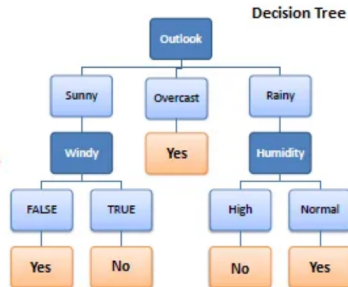 Decision Tree
Outlook
Sunny
Overcast
Rainy
Windy
Yes
Humidity
FALSE
TRUE
High
Normal
Yes
No
No
Yes